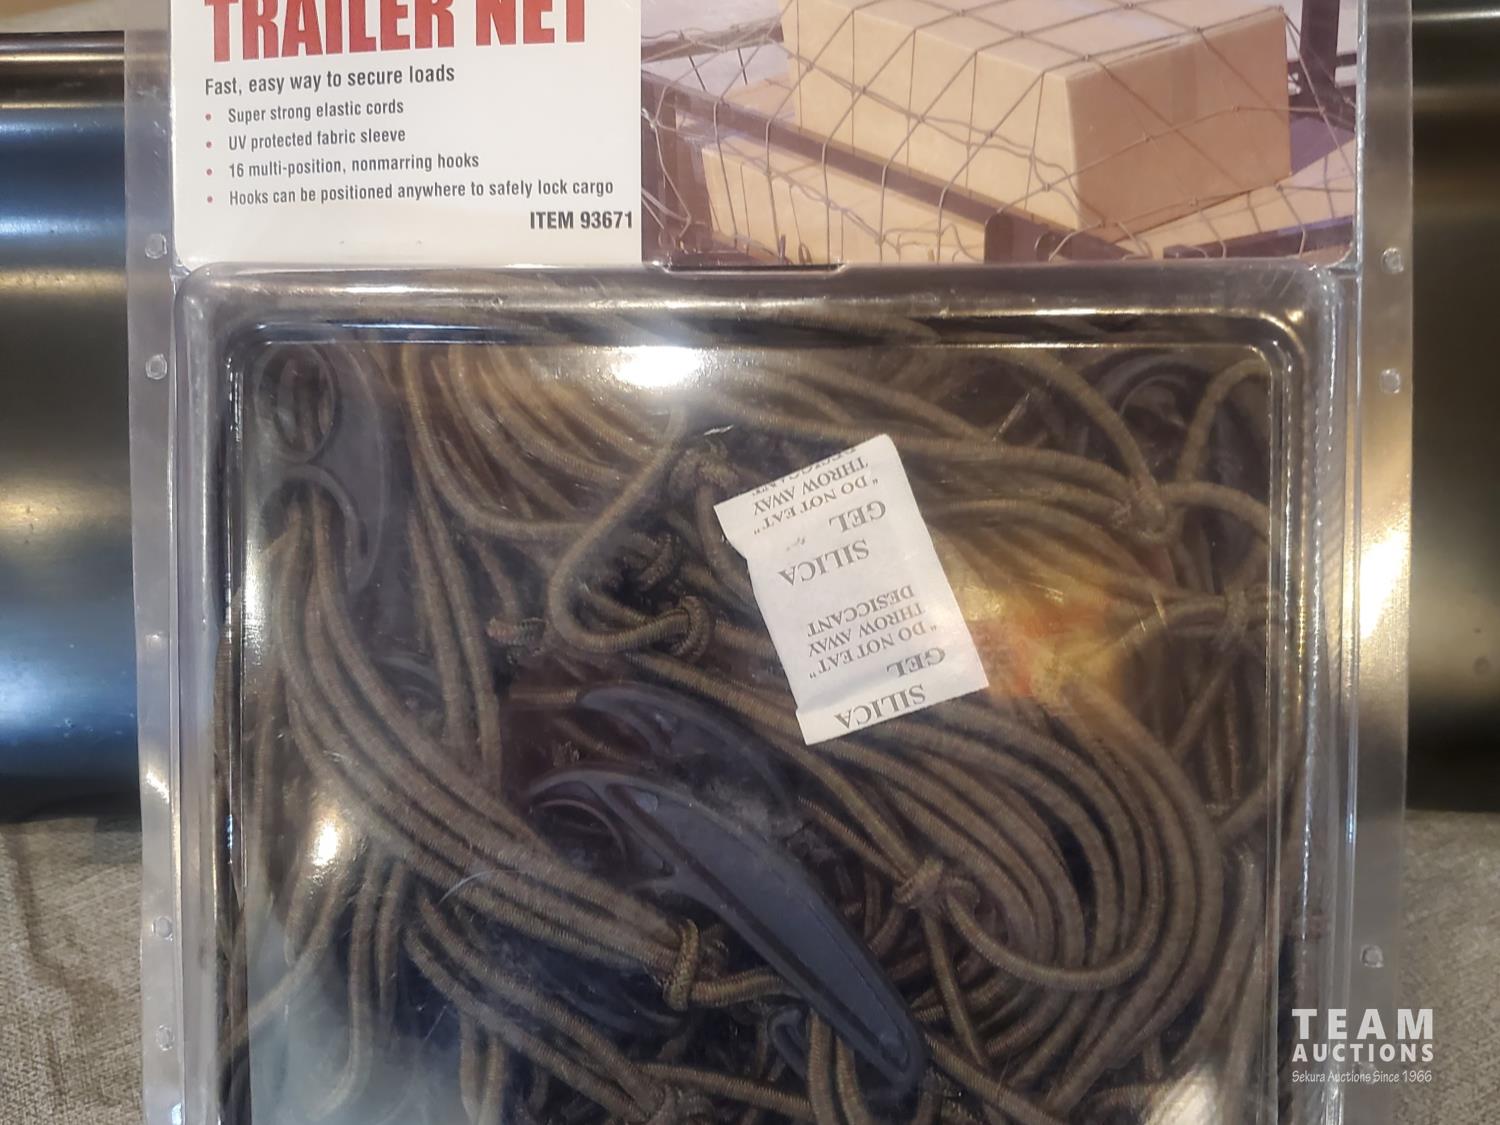 TRAILER NET
Fast, easy way to secure loads
• Super strong elastic cords
• UV protected fabric sleeve
• 16 multi-position, nonmarring hooks
• Hooks can be positioned anywhere to safely lock cargo
ITEM 93671
SILICA
GEL
"DO NOT EAT"
THROW AWAY
DESICCANT
SILICA
GEL
"DO NOT EAT"
THROW AWAY
DESICCANT
TEAM
AUCTIONS
Sekura Auctions Since 1966